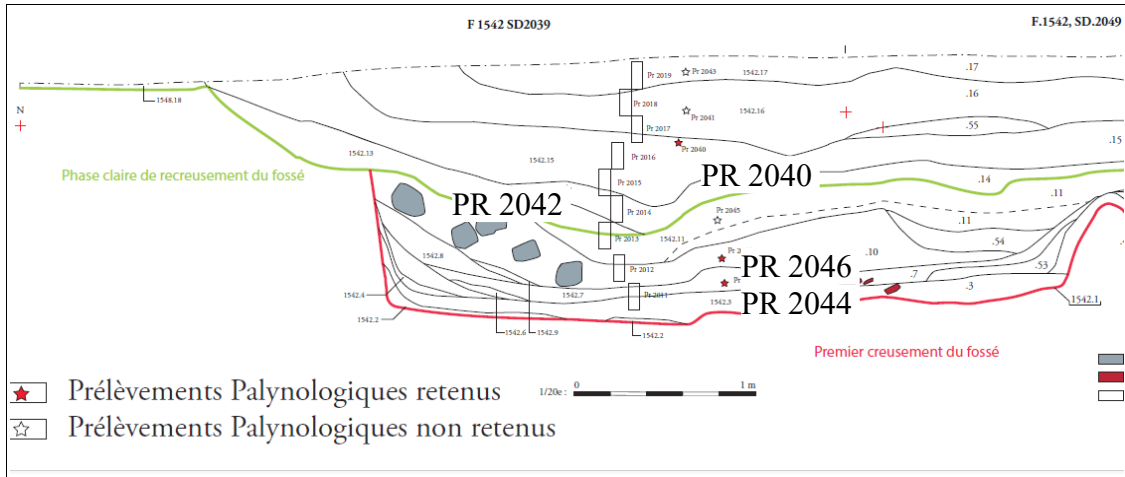 F 1542 SD2039
F.1542, SD.2049
.17
Pr 2019
Pr 2043
1542,17
.16
1548,18
Pr 2018
Pr 2041
1542,16
N
Pr 2017
.55
1542.13
1542.15
Pr 2016
Pr 2040
.15
Phase claire de recreusement du fossé
Pr 2015
PR 2040
.14
.11
PR 2042
Pr 2014
Pr 2045
.11
Pr 2013
1542.11
.54
1542.8
.10
Pr 2012
PR 2046
.53
.7
1542.4
1542.7
Pr 2011
1542.3
PR 2044
.3
1542.1
1542.2
1542.6
1542.9
1542.2
Premier creusement du fossé
Prélèvements Palynologiques retenus
1/20e :
0
1 m
Prélèvements Palynologiques non retenus